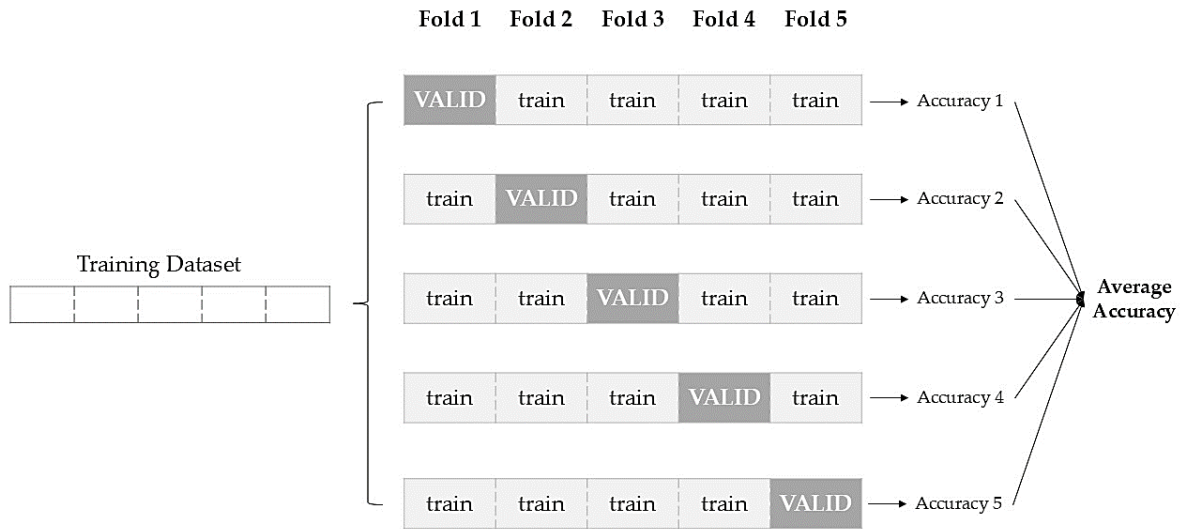 Fold 1 Fold 2 Fold 3 Fold 4 Fold 5
VALID train train train train Accuracy 1
train VALID train train train Accuracy 2
Training Dataset
train train VALID train train Accuracy 3
Average
Accuracy
train train train VALID train Accuracy 4
train train train train VALID Accuracy 5